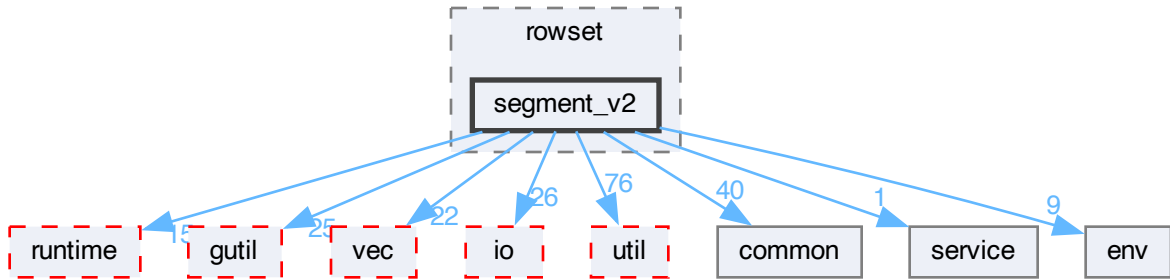 rowset
segment_v2
15
25
22
26
76
40
1
9
runtime
gutil
vec
io
util
common
service
env